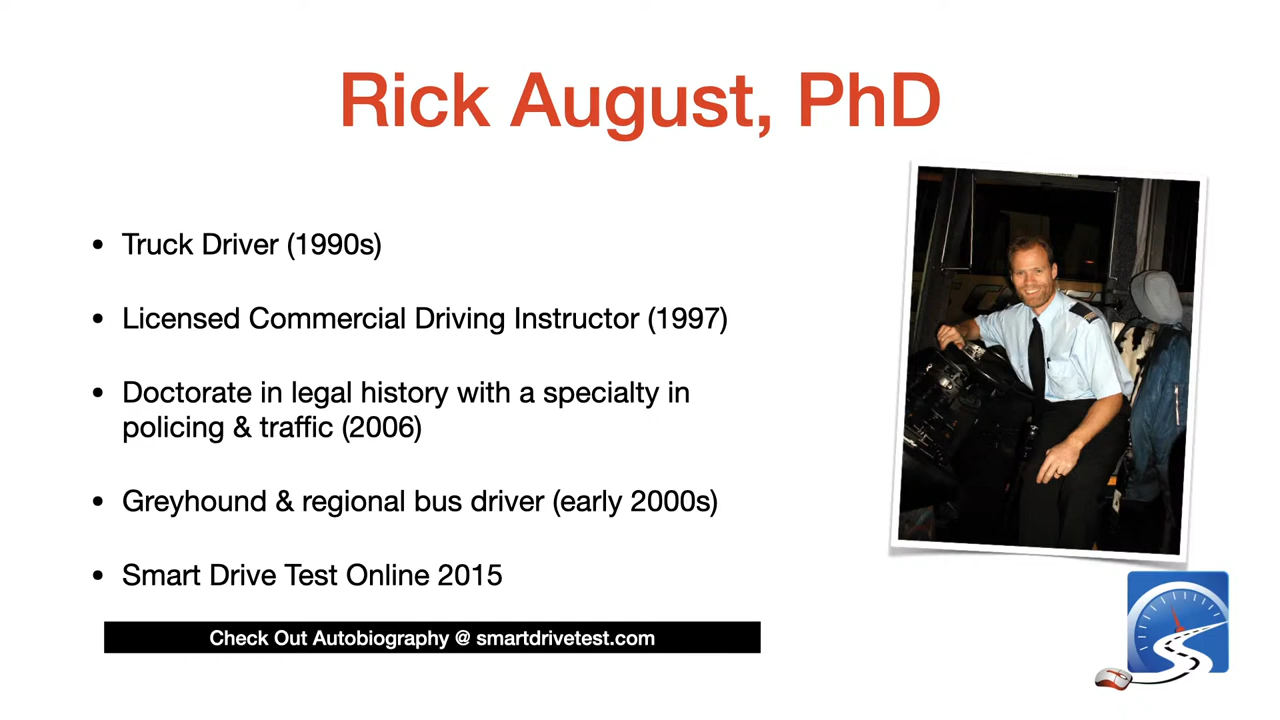 Rick August, PhD
• Truck Driver (1990s)
• Licensed Commercial Driving Instructor (1997)
• Doctorate in legal history with a specialty in
policing & traffic (2006)
• Greyhound & regional bus driver (early 2000s)
• Smart Drive Test Online 2015
Check Out Autobiography @ smartdrivetest.com